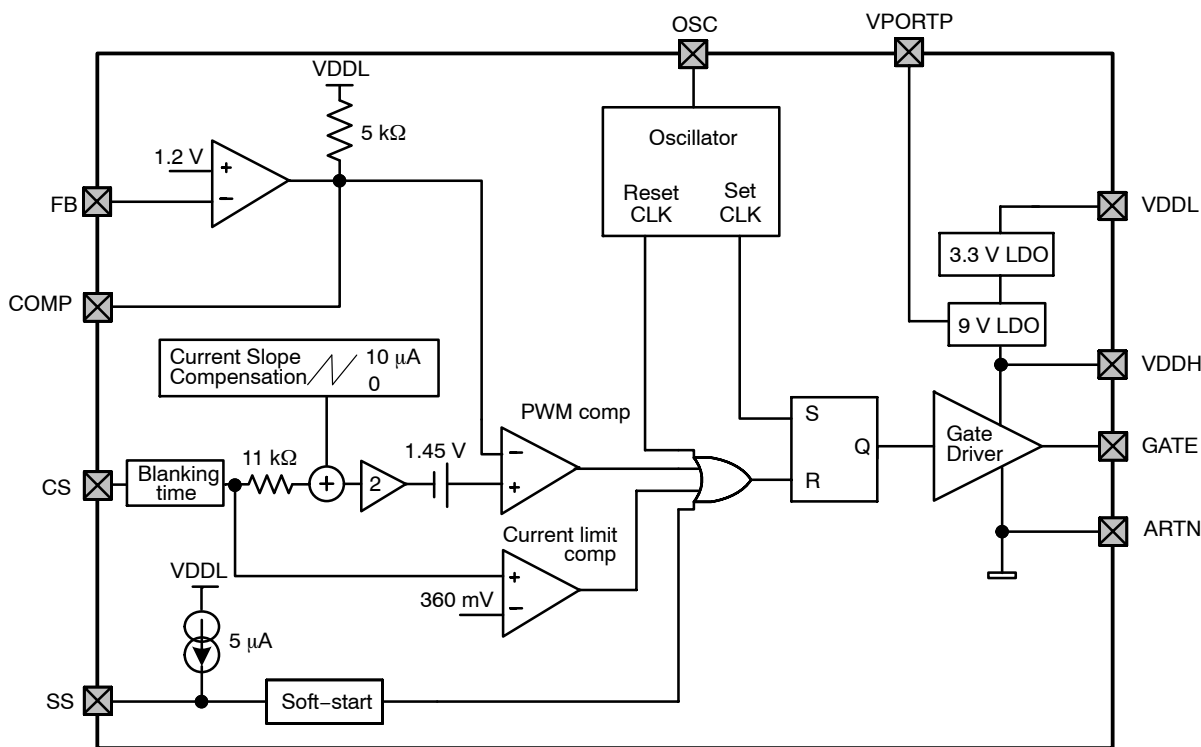 OSC
VPORTP
VDDL
5 kΩ
Oscillator
1.2 V
+
−
FB
Reset
CLK
Set
CLK
VDDL
3.3 V LDO
COMP
9 V LDO
Current Slope
Compensation
10 μA
0
VDDH
PWM comp
S
Q
R
Gate
Driver
GATE
1.45 V
11 kΩ
−
+
CS
Blanking
time
+
2
Current limit
comp
ARTN
VDDL
+
−
360 mV
5 μA
SS
Soft−start